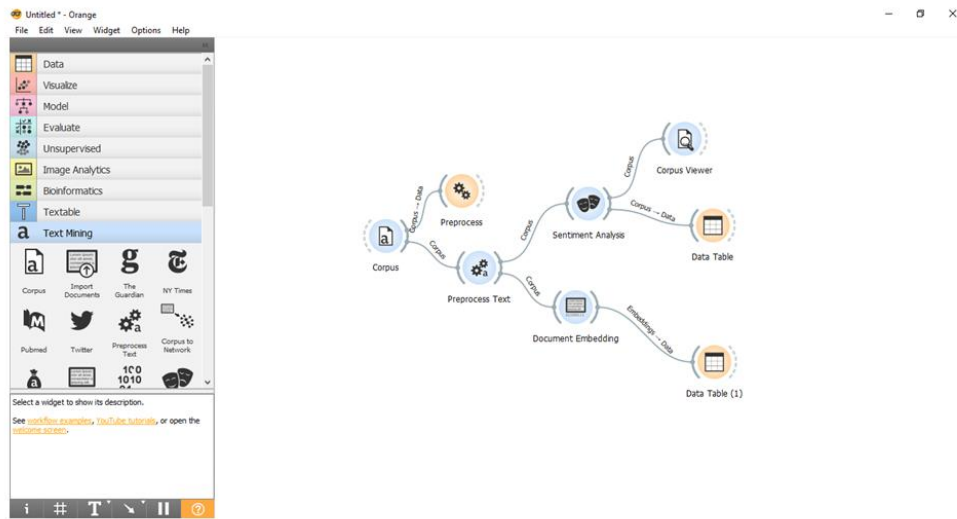 Untitled * - Orange
File Edit View Widget Options Help
Data
Visualize
Model
Evaluate
Unsupervised
Image Analytics
Bioinformatics
Textable
Text Mining
Corpus
Import Documents
The Guardian
NY Times
Pubmed
Twitter
Preprocess Text
Corpus to Network
Select a widget to show its description.
See workflow examples, YouTube tutorials, or open the
welcome screen.
Corpus
Corpus → Data
Preprocess
Corpus
Preprocess Text
Corpus
Sentiment Analysis
Corpus
Corpus Viewer
Corpus → Data
Data Table
Corpus
Document Embedding
Embeddings → Data
Data Table (1)